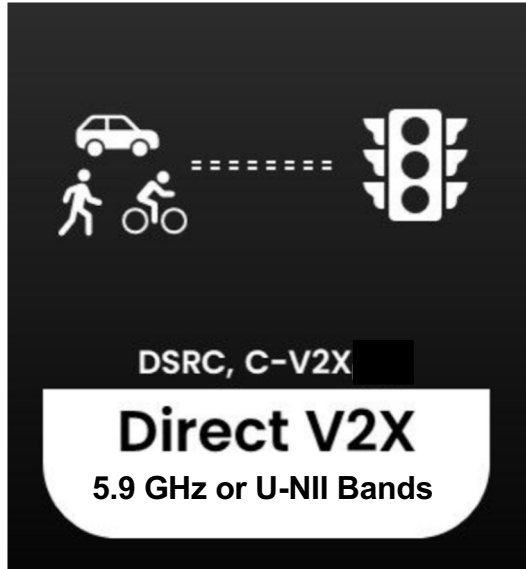 DSRC, C-V2X
Direct V2X
5.9 GHz or U-NII Bands